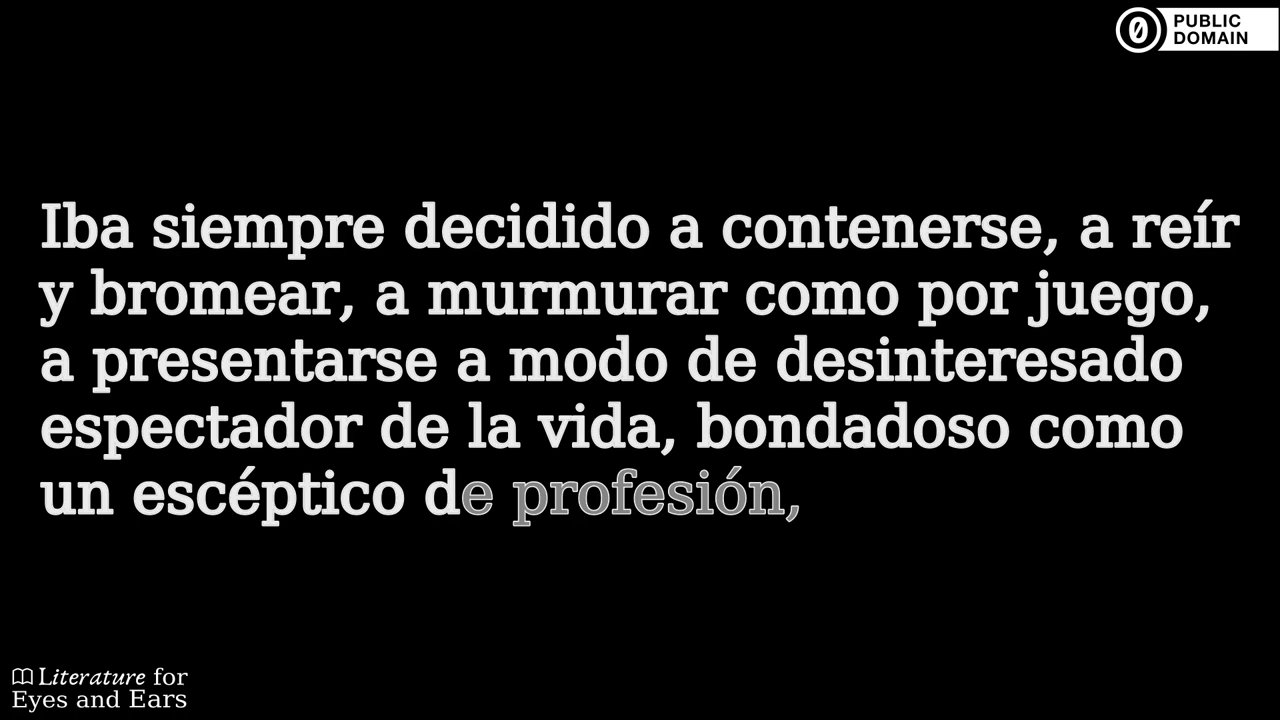 PUBLIC
DOMAIN
Iba siempre decidido a contenerse, a reír
y bromear, a murmurar como por juego,
a presentarse a modo de desinteresado
espectador de la vida, bondadoso como
un escéptico de profesión,
Literature for
Eyes and Ears